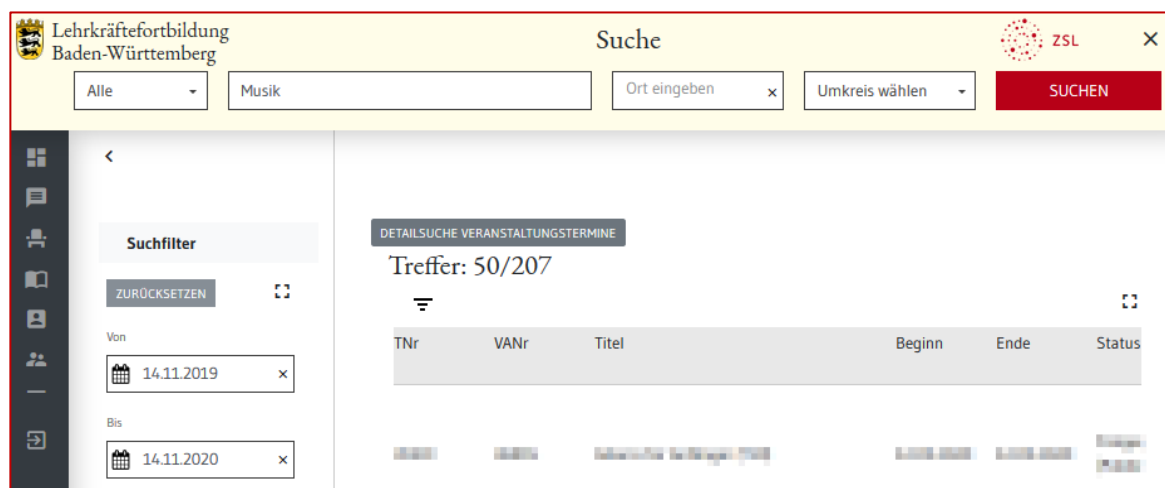 Lehrkräftefortbildung
Baden-Württemberg
Suche
ZSL
Alle
Musik
Ort eingeben
Umkreis wählen
SUCHEN
Suchfilter
ZURÜCKSETZEN
Von
14.11.2019
Bis
14.11.2020
DETAILSUCHE VERANSTALTUNGSTERMINE
Treffer: 50/207
TNr VANr Titel Beginn Ende Status